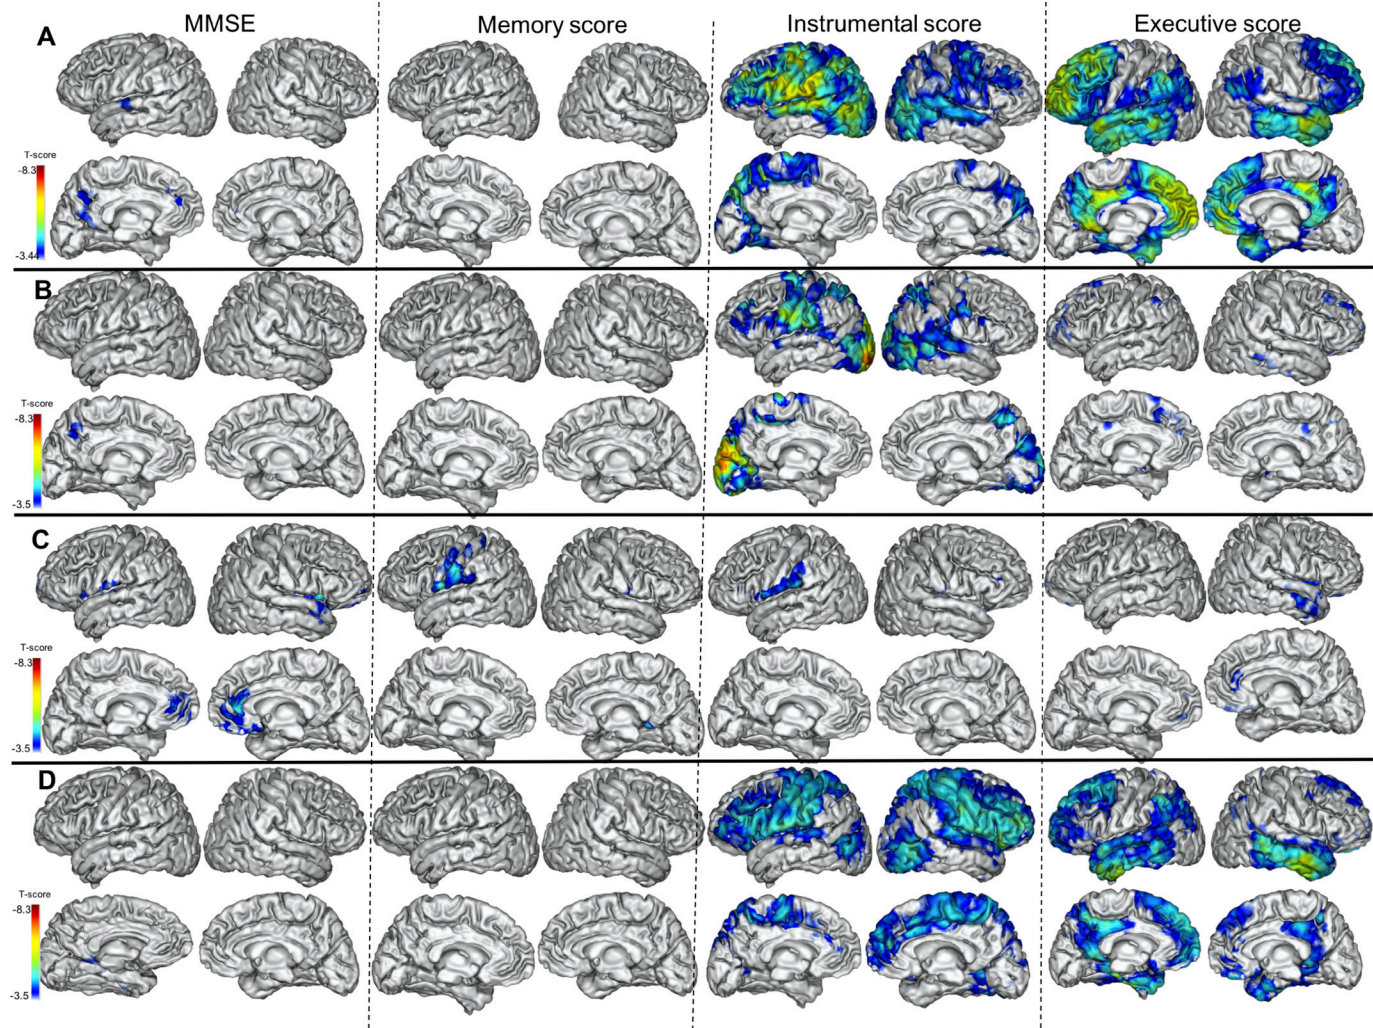 MMSE
Memory score
Instrumental score
Executive score
A
T-score
-8.3
-3.44
B
T-score
-8.3
-3.5
C
T-score
-8.3
-3.5
D
T-score
-8.3
-3.5